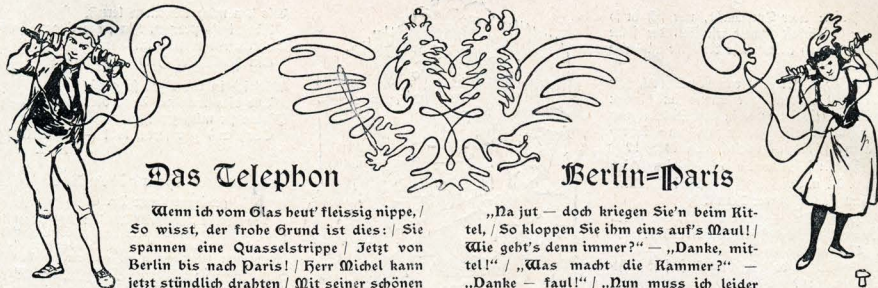 Das Telephon
Berlin=Paris
Wenn ich vom Glas heut' fleissig nippe, /
So wisst, der frohe Grund ist dies: / Sie
spannen eine Quasselstrippe / Jetzt von
Berlin bis nach Paris! / Herr Michel kann
jetzt stündlich drahten / Mit seiner schönen
„Na jut — doch kriegen Sie'n beim Kit-
tel, / So kloppen Sie ihm eins auf's Maul! /
Wie geht's denn immer?“ — „Danke, mit-
tel!“ / „Was macht die Kammer?“ —
„Danke — faul!“ / „Nun muss ich leider